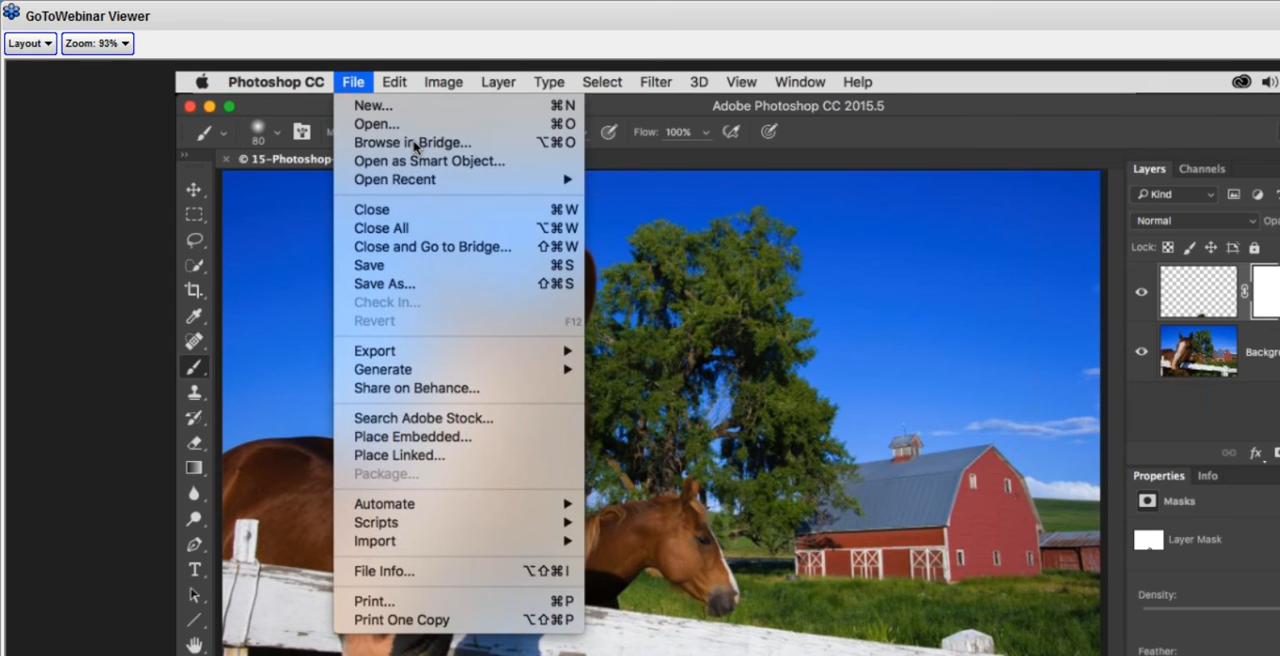 GoToWebinar Viewer
Layout
Zoom: 93%
Photoshop CC File Edit Image Layer Type Select Filter 3D View Window Help
Adobe Photoshop CC 2015.5
80
Flow: 100%
© 15-Photoshop-
New... ⌘N
Open... ⌘O
Browse in Bridge... ⌥⌘O
Open as Smart Object...
Open Recent
Close ⌘W
Close All ⌥⌘W
Close and Go to Bridge... ⇧⌘W
Save ⌘S
Save As... ⇧⌘S
Check In...
Revert F12
Export
Generate
Share on Behance...
Search Adobe Stock...
Place Embedded...
Place Linked...
Package...
Automate
Scripts
Import
File Info... ⌥⇧⌘I
Print... ⌘P
Print One Copy ⌥⇧⌘P
Layers Channels
Kind
Normal
Lock:
fx
Properties Info
Masks
Layer Mask
Density:
Feather: